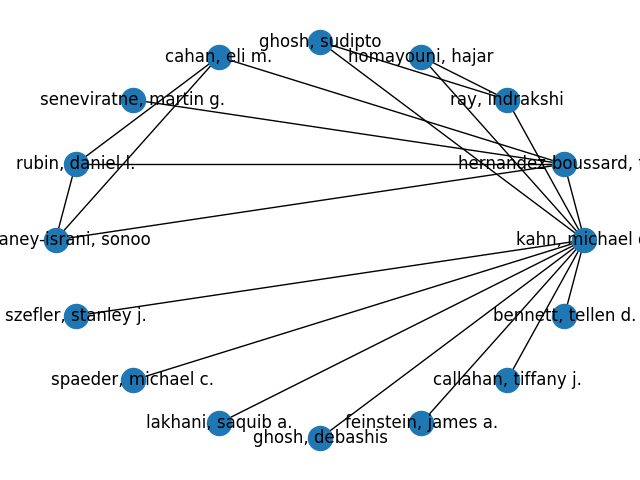 ghosh, sudipto
cahan, eli m.
homayouni, hajar
seneviratne, martin g.
ray, indrakshi
rubin, daniel l.
hernandez-boussard, t
aney-israni, sonoo
kahn, michael
szefler, stanley j.
bennett, tellen d.
spaeder, michael c.
callahan, tiffany j.
lakhani, saquib a.
feinstein, james a.
ghosh, debashis